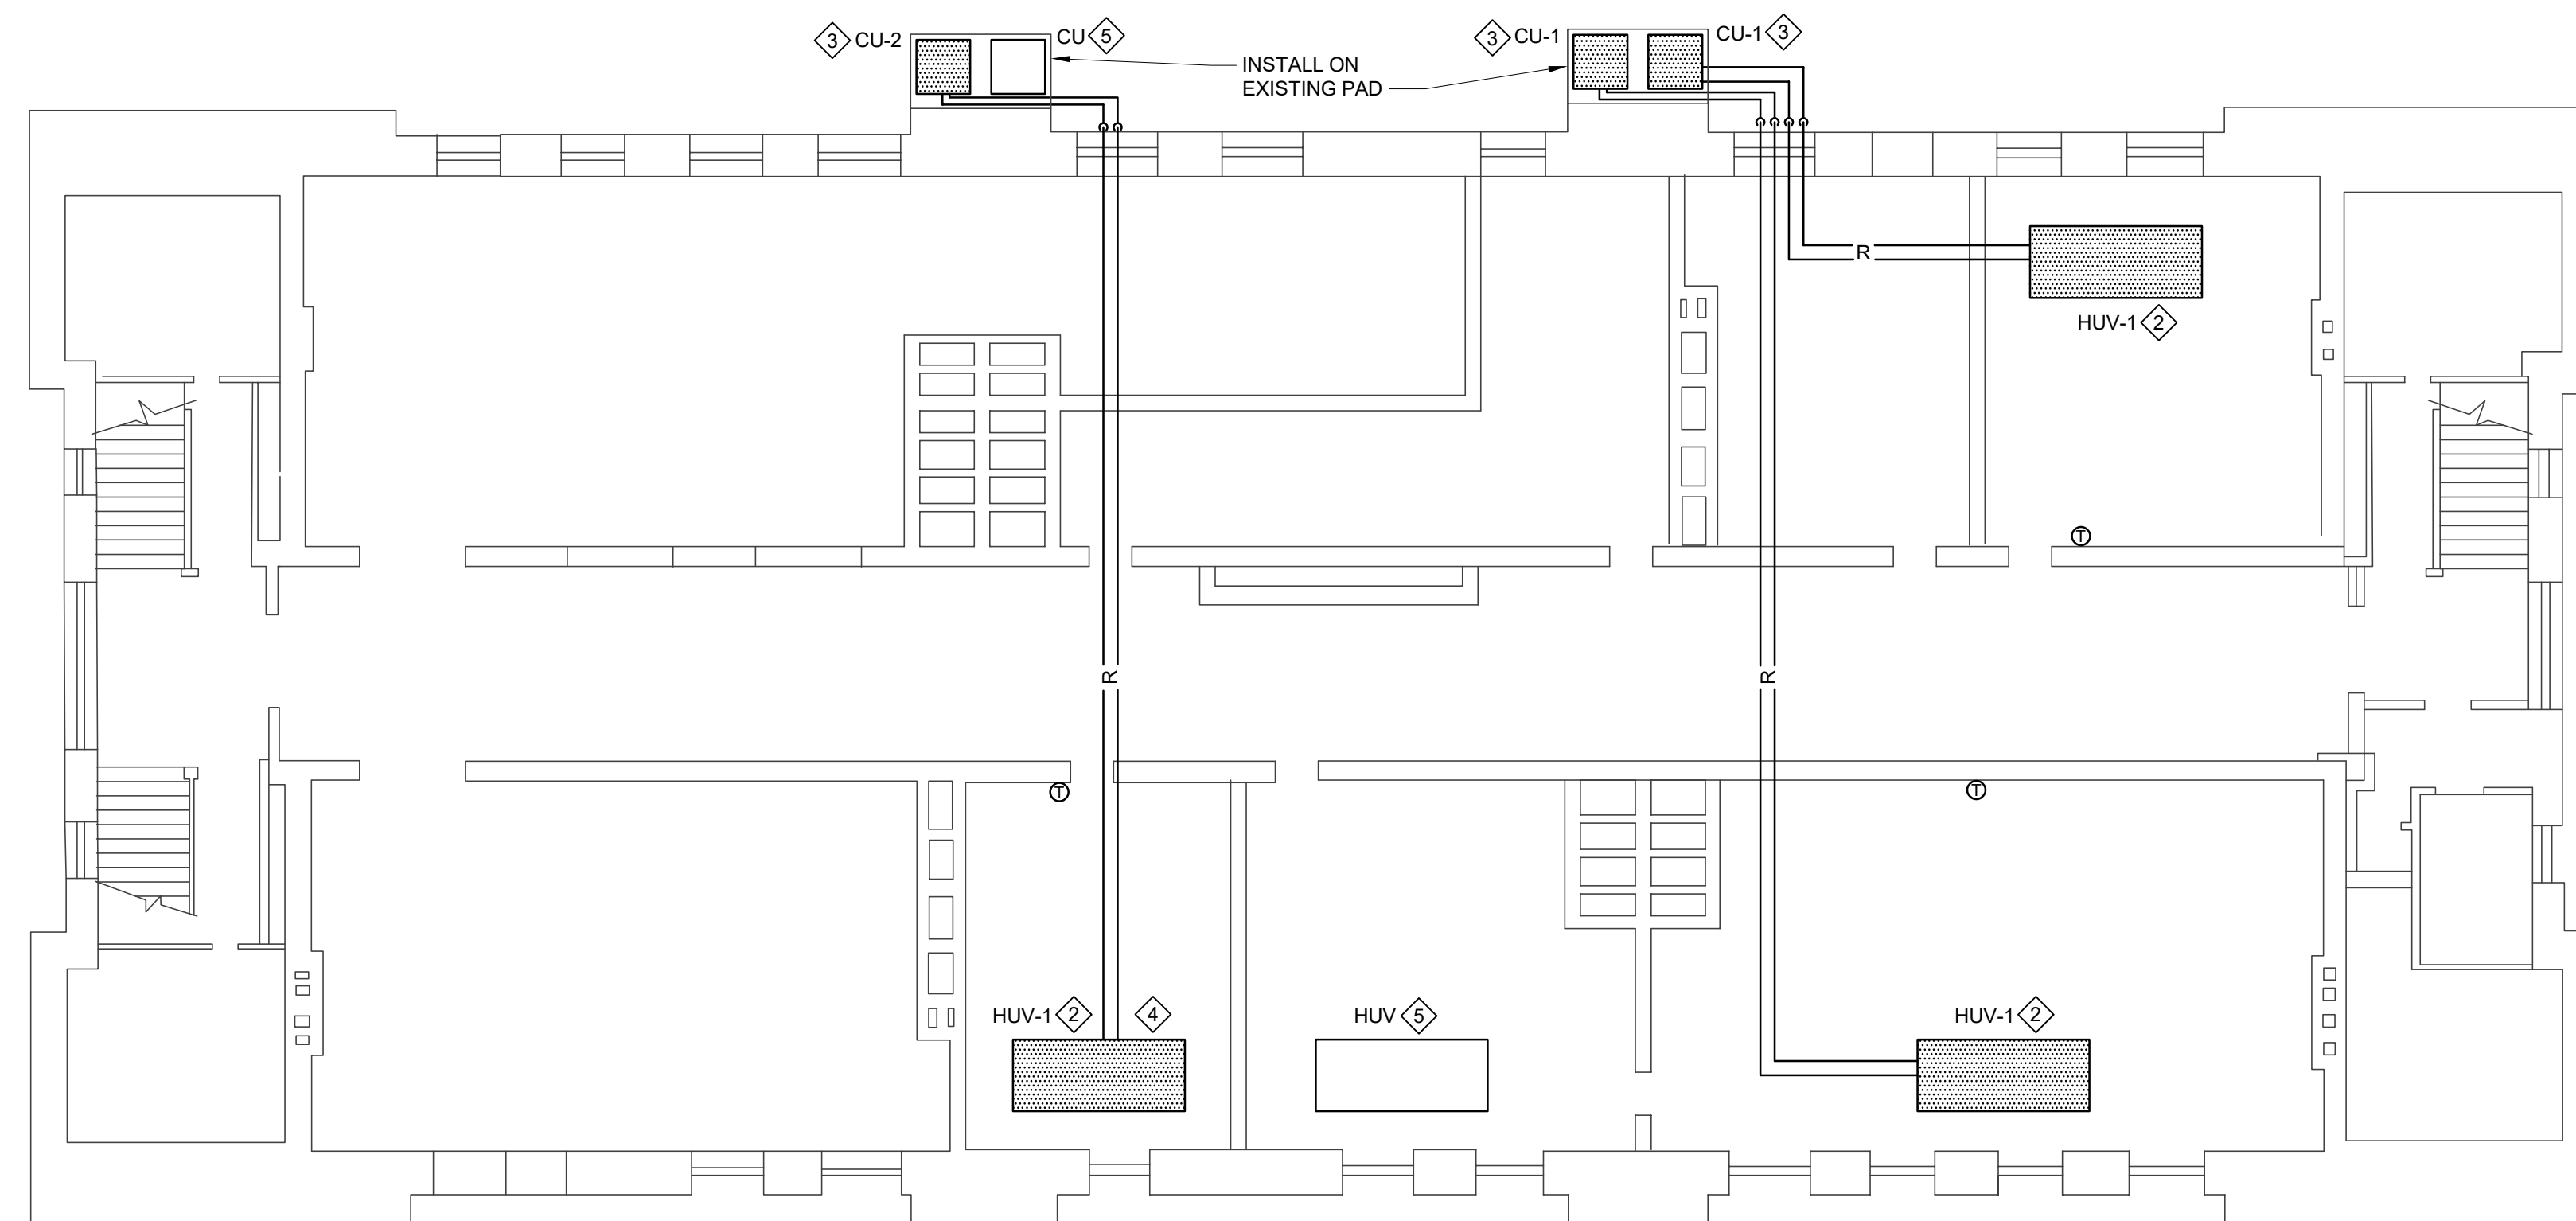 3 CU-2
CU 5
INSTALL ON
EXISTING PAD
3 CU-1
CU-1 3
R
HUV-1 2
T
R
R
T
T
HUV-1 2
4
HUV 5
HUV-1 2